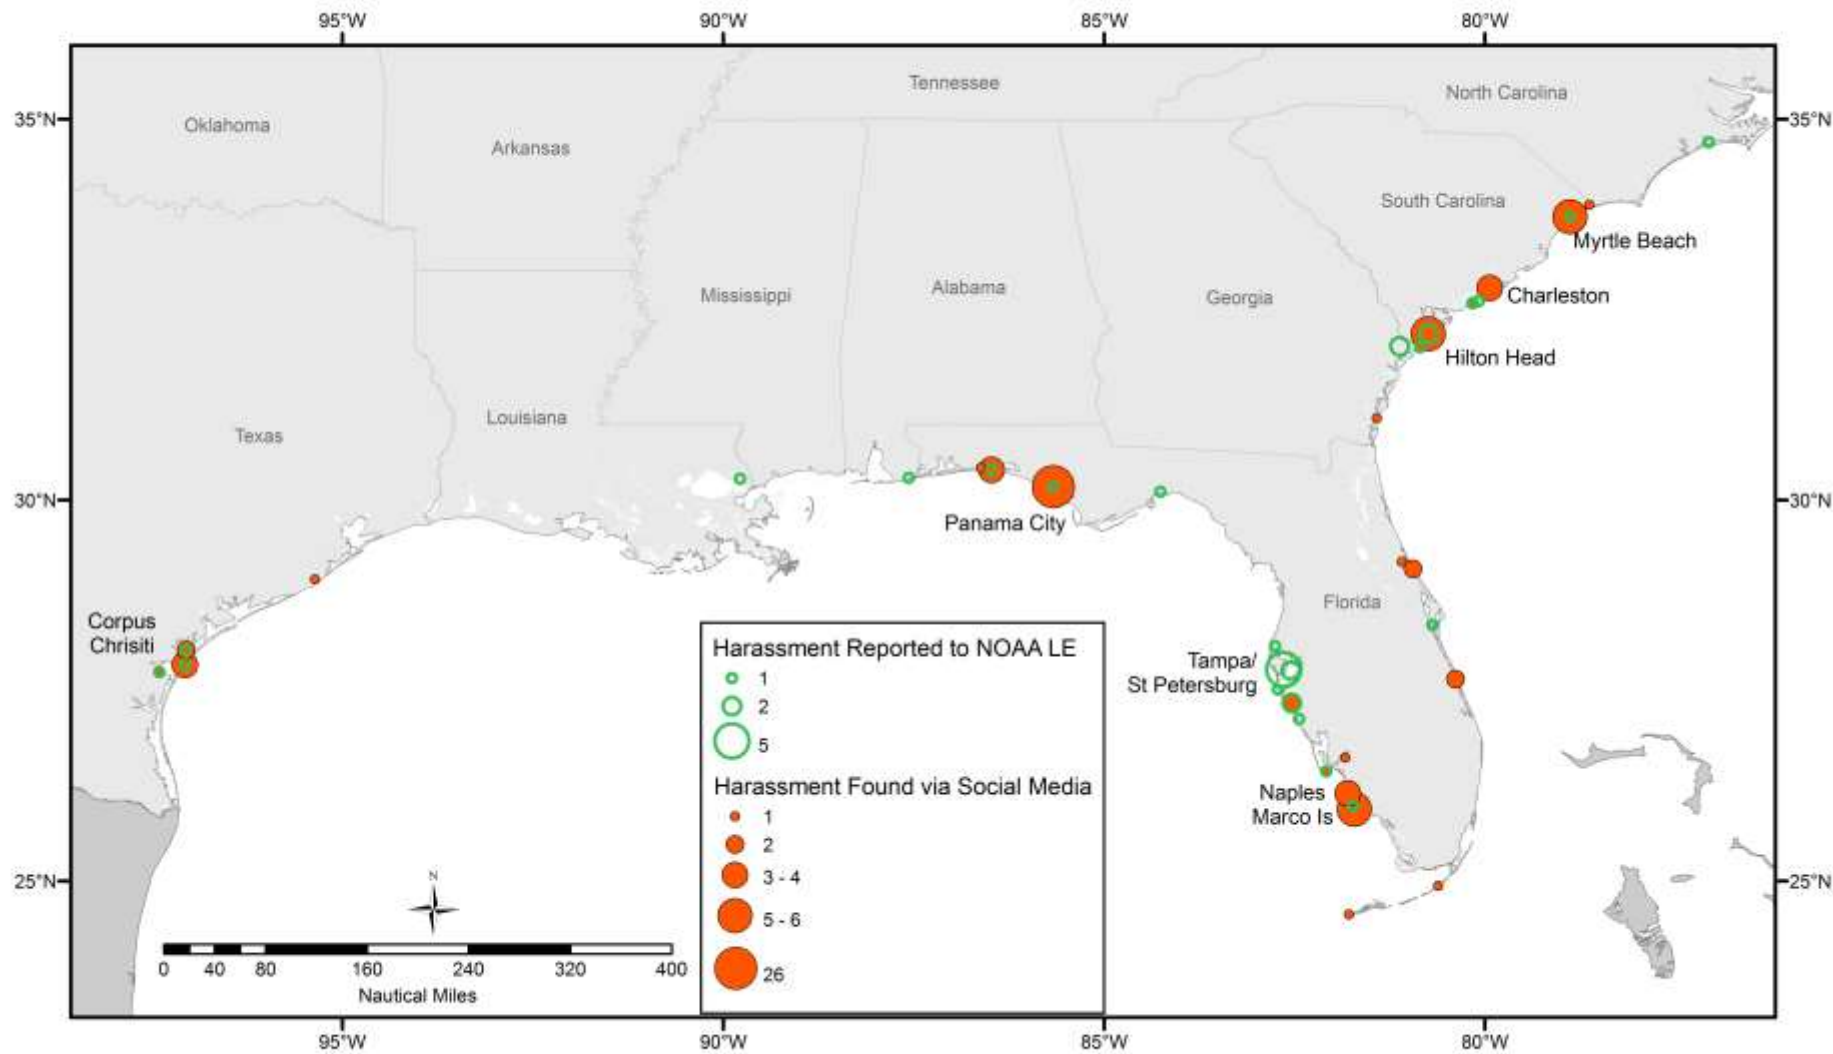 95°W
90°W
85°W
80°W
Tennessee
North Carolina
35°N
35°N
Oklahoma
Arkansas
South Carolina
Myrtle Beach
Mississippi
Alabama
Georgia
Charleston
Hilton Head
Louisiana
Texas
30°N
30°N
Panama City
Florida
Corpus
Chrisiti
Harassment Reported to NOAA LE
1
2
5
Harassment Found via Social Media
1
2
3 - 4
5 - 6
26
Tampa/
St Petersburg
Naples
Marco Is
25°N
25°N
N
0 40 80 160 240 320 400
Nautical Miles
95°W
90°W
85°W
80°W